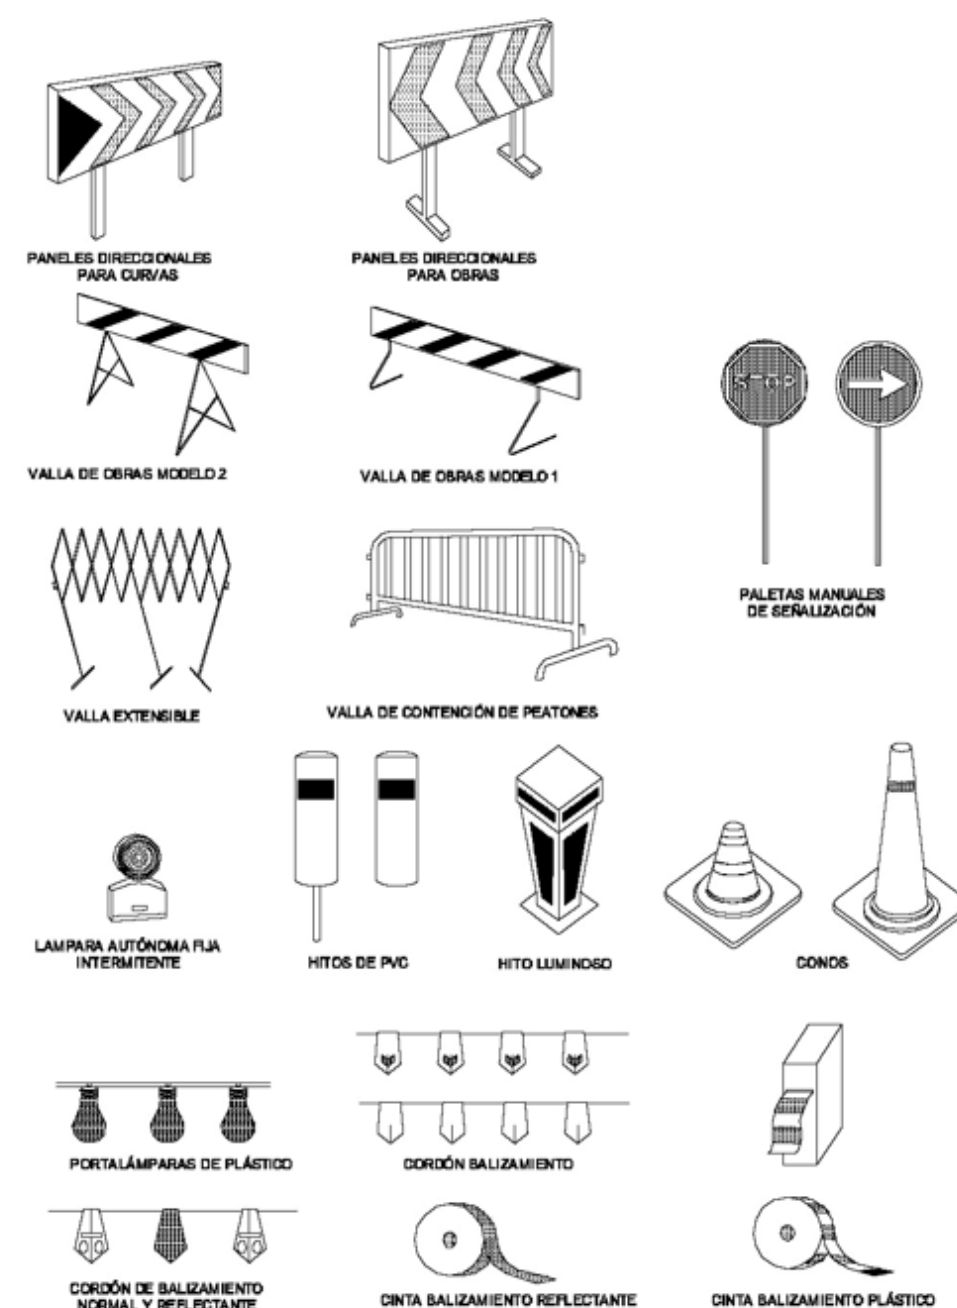 PANELES DIRECCIONALES
PARA CURVAS
PANELES DIRECCIONALES
PARA OBRAS
VALLA DE OBRAS MODELO 2
VALLA DE OBRAS MODELO 1
STOP
PALETAS MANUALES
DE SEÑALIZACIÓN
VALLA EXTENSIBLE
VALLA DE CONTENCIÓN DE PEATONES
LAMPARA AUTÓNOMA FIJA
INTERMITENTE
HITOS DE PVC
HITO LUMINOSO
CONOS
PORTALÁMPARAS DE PLÁSTICO
CORDÓN BALIZAMIENTO
CORDÓN DE BALIZAMIENTO
NORMAL Y REFLECTANTE
CINTA BALIZAMIENTO REFLECTANTE
CINTA BALIZAMIENTO PLÁSTICO